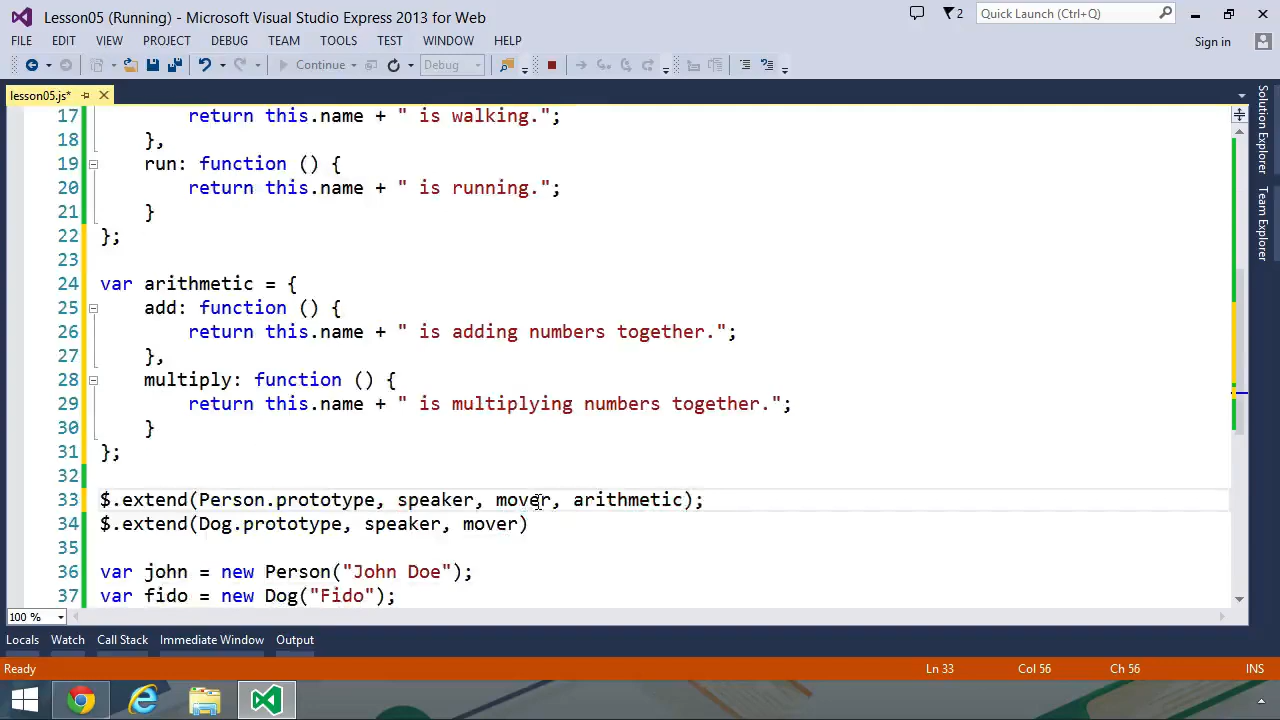 Lesson05 (Running) - Microsoft Visual Studio Express 2013 for Web
2
Quick Launch (Ctrl+Q)
FILE EDIT VIEW PROJECT DEBUG TEAM TOOLS TEST WINDOW HELP
Sign in
Continue
Debug
lesson05.js*
17 return this.name + " is walking.";
18 },
19 run: function () {
20 return this.name + " is running.";
21 }
22 };
23
24 var arithmetic = {
25 add: function () {
26 return this.name + " is adding numbers together.";
27 },
28 multiply: function () {
29 return this.name + " is multiplying numbers together.";
30 }
31 };
32
33 $.extend(Person.prototype, speaker, mover, arithmetic);
34 $.extend(Dog.prototype, speaker, mover)
35
36 var john = new Person("John Doe");
37 var fido = new Dog("Fido");
Solution Explorer
Team Explorer
100 %
Locals Watch Call Stack Immediate Window Output
Ready Ln 33 Col 56 Ch 56 INS